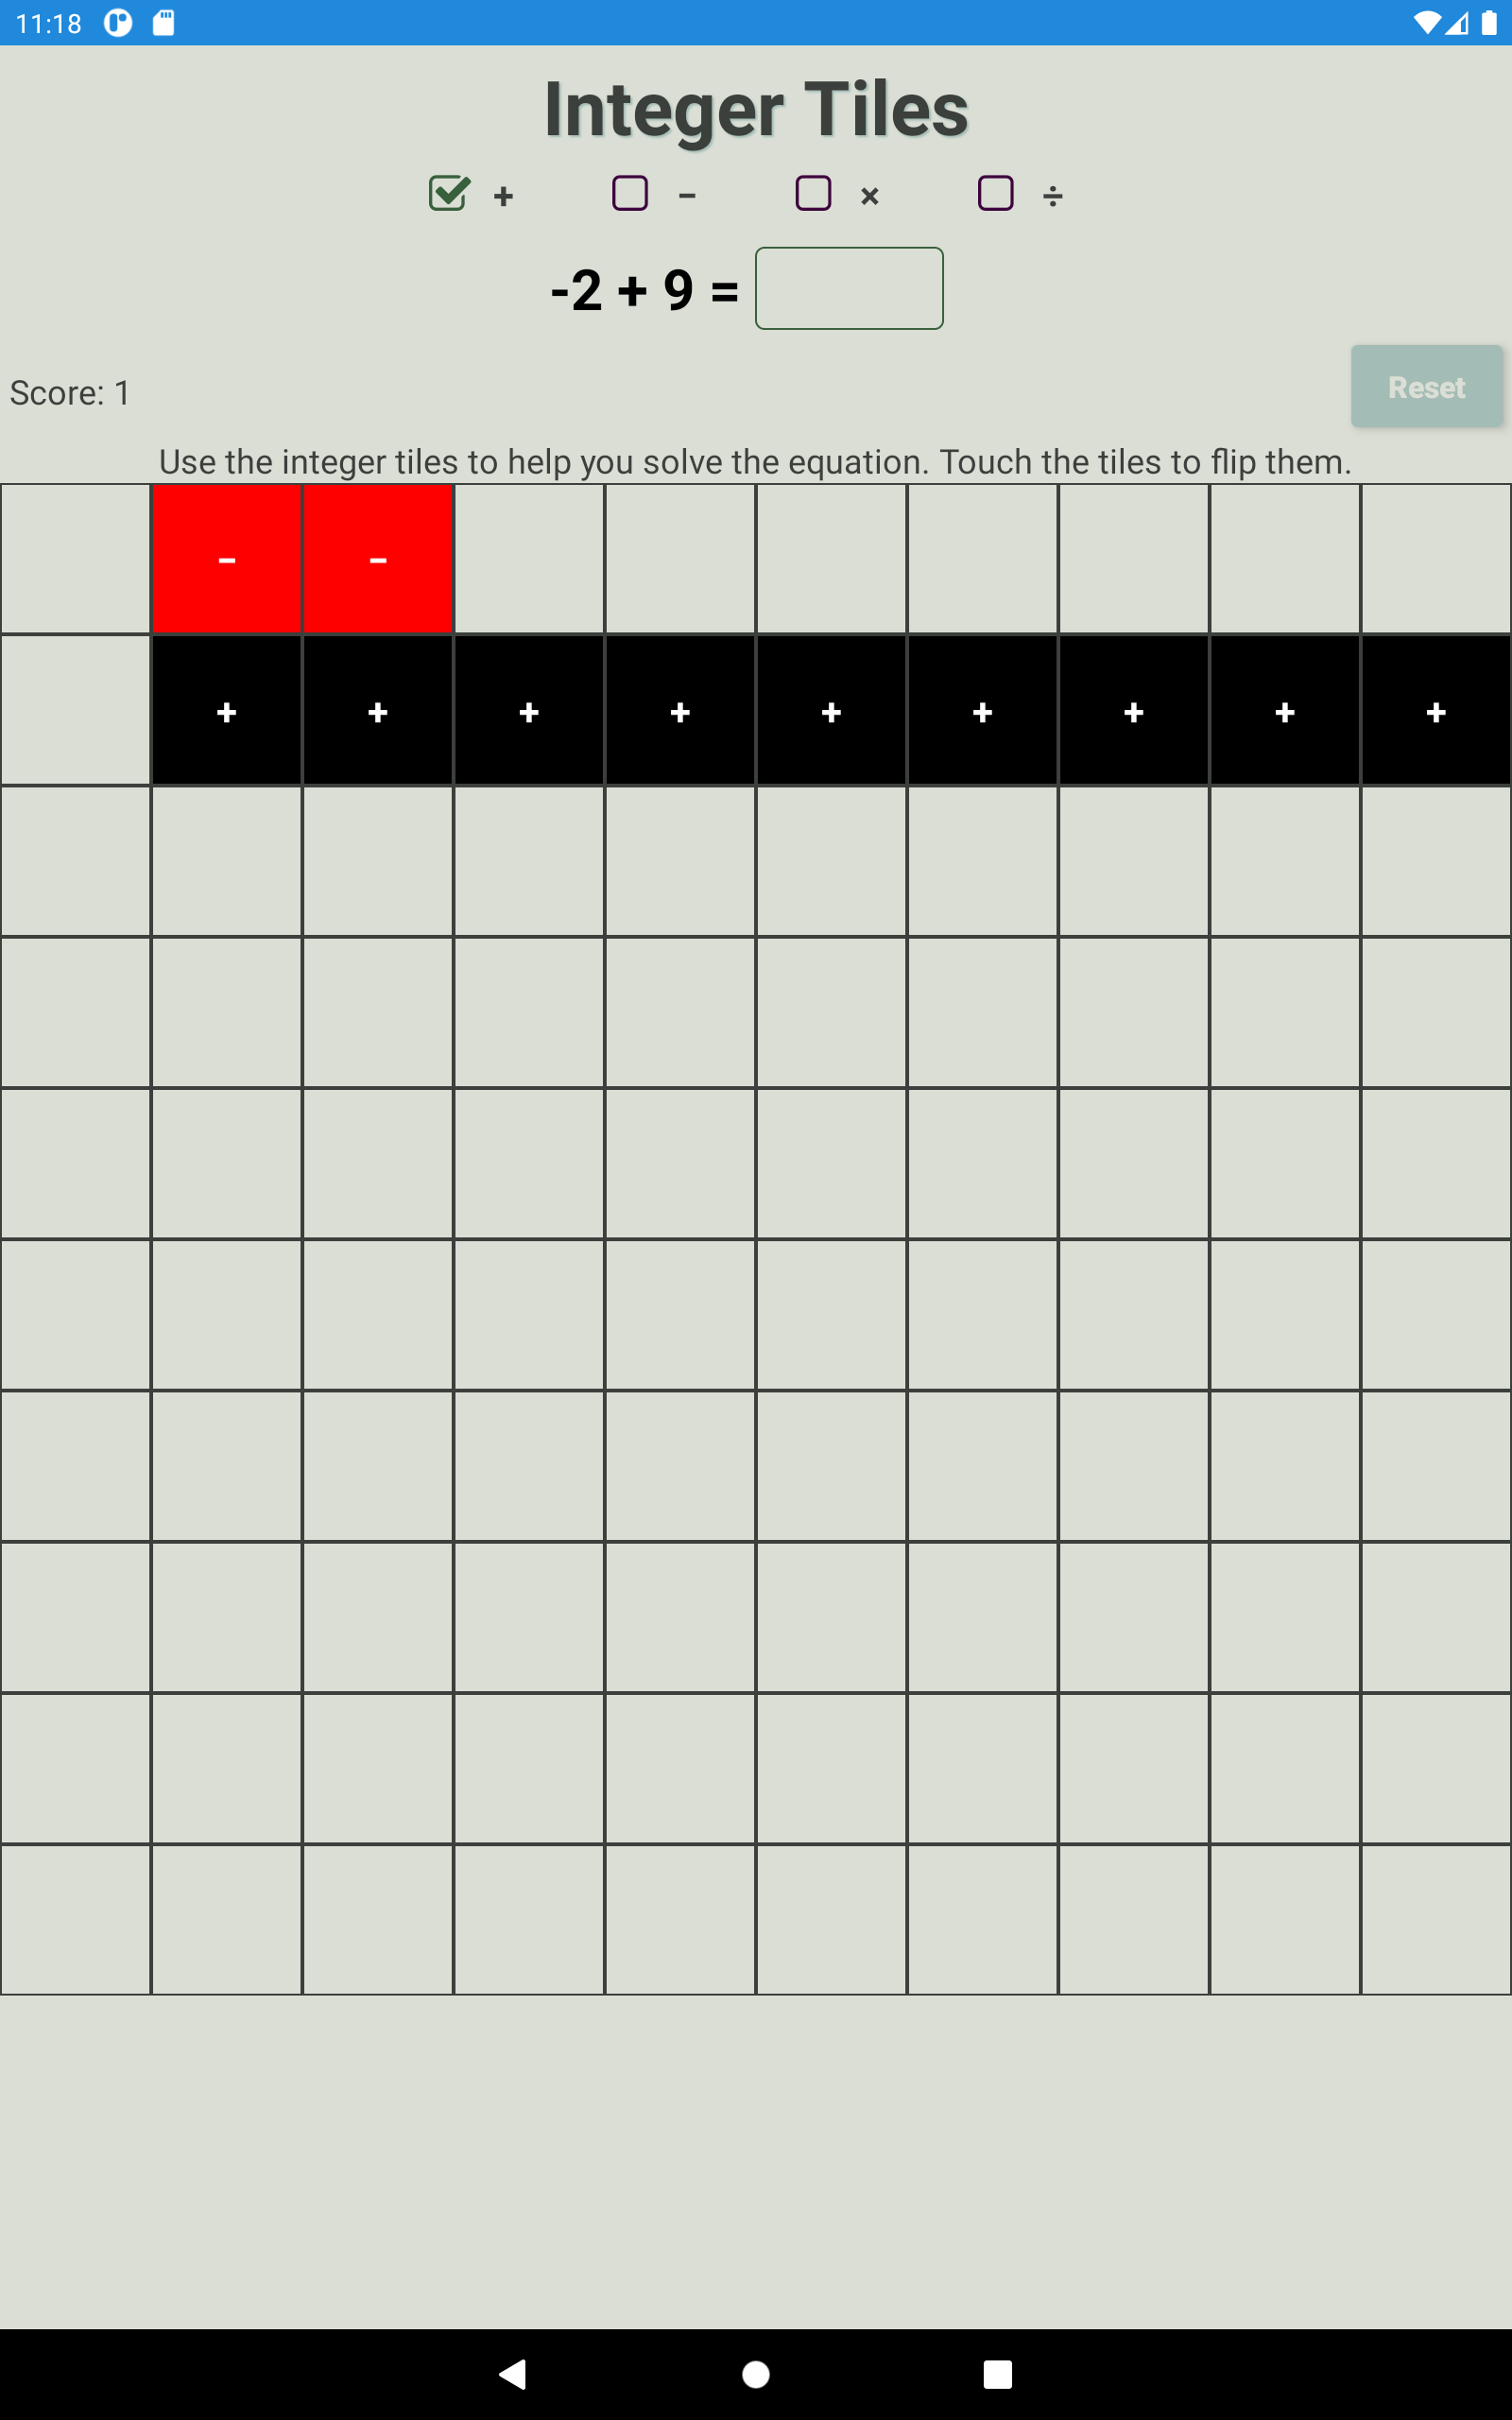 11:18
Integer Tiles
+ − × ÷
-2 + 9 =
Score: 1
Reset
Use the integer tiles to help you solve the equation. Touch the tiles to flip them.
− −
+ + + + + + + + +